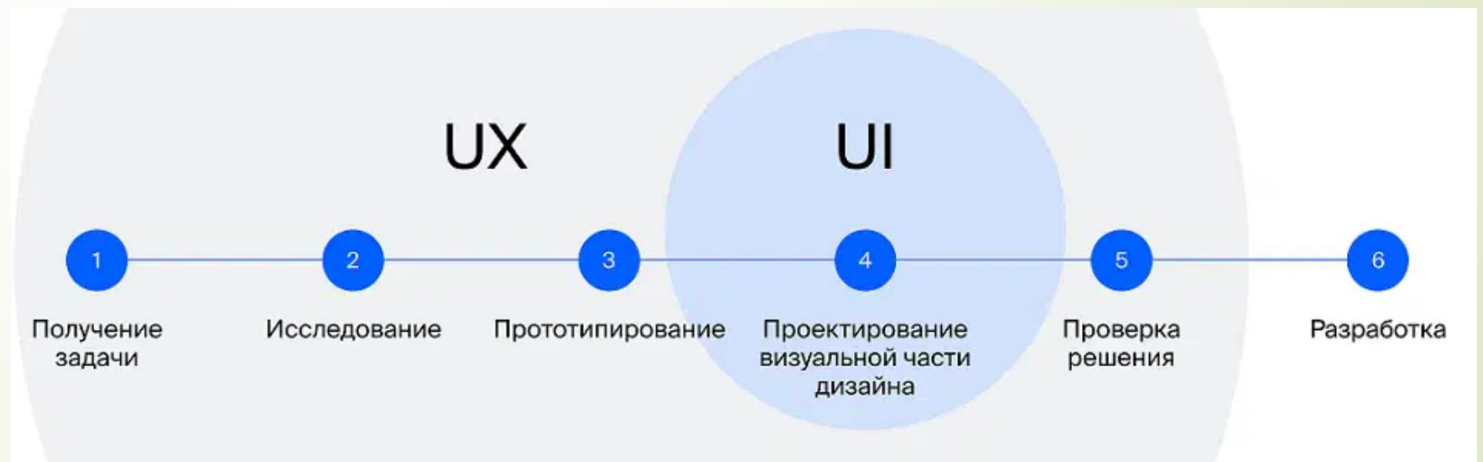 UX
UI
1
2
3
4
5
6
Получение
задачи
Исследование
Прототипирование
Проектирование
визуальной части
дизайна
Проверка
решения
Разработка